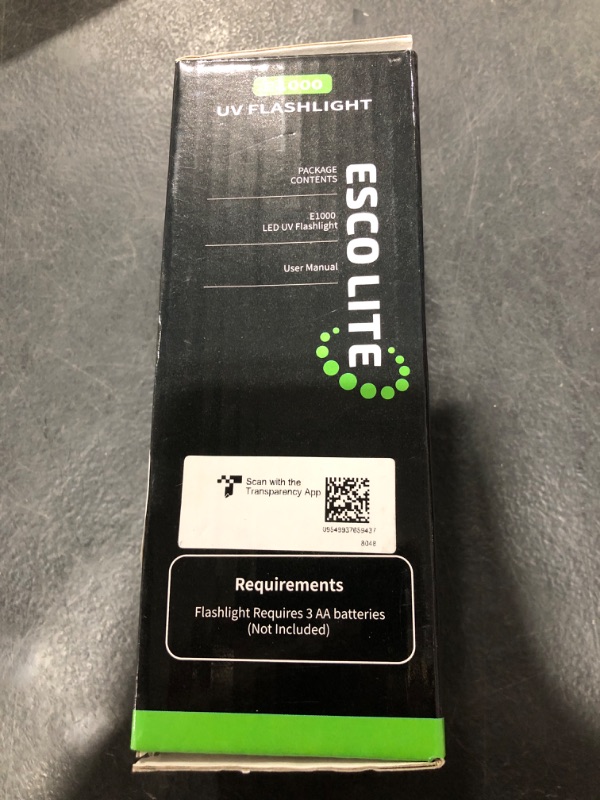 UV FLASHLIGHT
PACKAGE
CONTENTS
E1000
LED UV Flashlight
User Manual
ESCO LITE
Scan with the
Transparency App
8048
Requirements
Flashlight Requires 3 AA batteries
(Not Included)